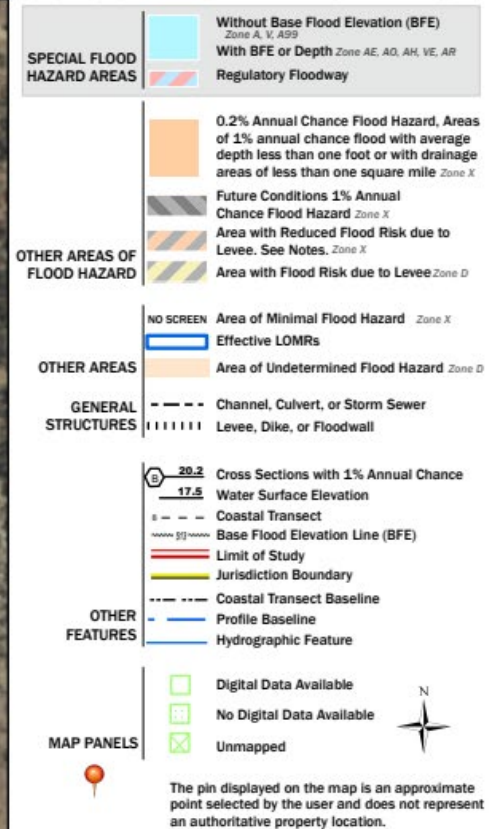 SPECIAL FLOOD
HAZARD AREAS
Without Base Flood Elevation (BFE)
Zone A, V, A99
With BFE or Depth Zone AE, AO, AH, VE, AR
Regulatory Floodway
OTHER AREAS OF
FLOOD HAZARD
0.2% Annual Chance Flood Hazard, Areas
of 1% annual chance flood with average
depth less than one foot or with drainage
areas of less than one square mile Zone X
Future Conditions 1% Annual
Chance Flood Hazard Zone X
Area with Reduced Flood Risk due to
Levee. See Notes. Zone X
Area with Flood Risk due to Levee Zone D
OTHER AREAS
NO SCREEN Area of Minimal Flood Hazard Zone X
Effective LOMRs
Area of Undetermined Flood Hazard Zone D
GENERAL
STRUCTURES
Channel, Culvert, or Storm Sewer
Levee, Dike, or Floodwall
OTHER
FEATURES
B 20.2 Cross Sections with 1% Annual Chance
17.5 Water Surface Elevation
8 Coastal Transect
513 Base Flood Elevation Line (BFE)
Limit of Study
Jurisdiction Boundary
Coastal Transect Baseline
Profile Baseline
Hydrographic Feature
MAP PANELS
Digital Data Available
No Digital Data Available
Unmapped
N
The pin displayed on the map is an approximate
point selected by the user and does not represent
an authoritative property location.